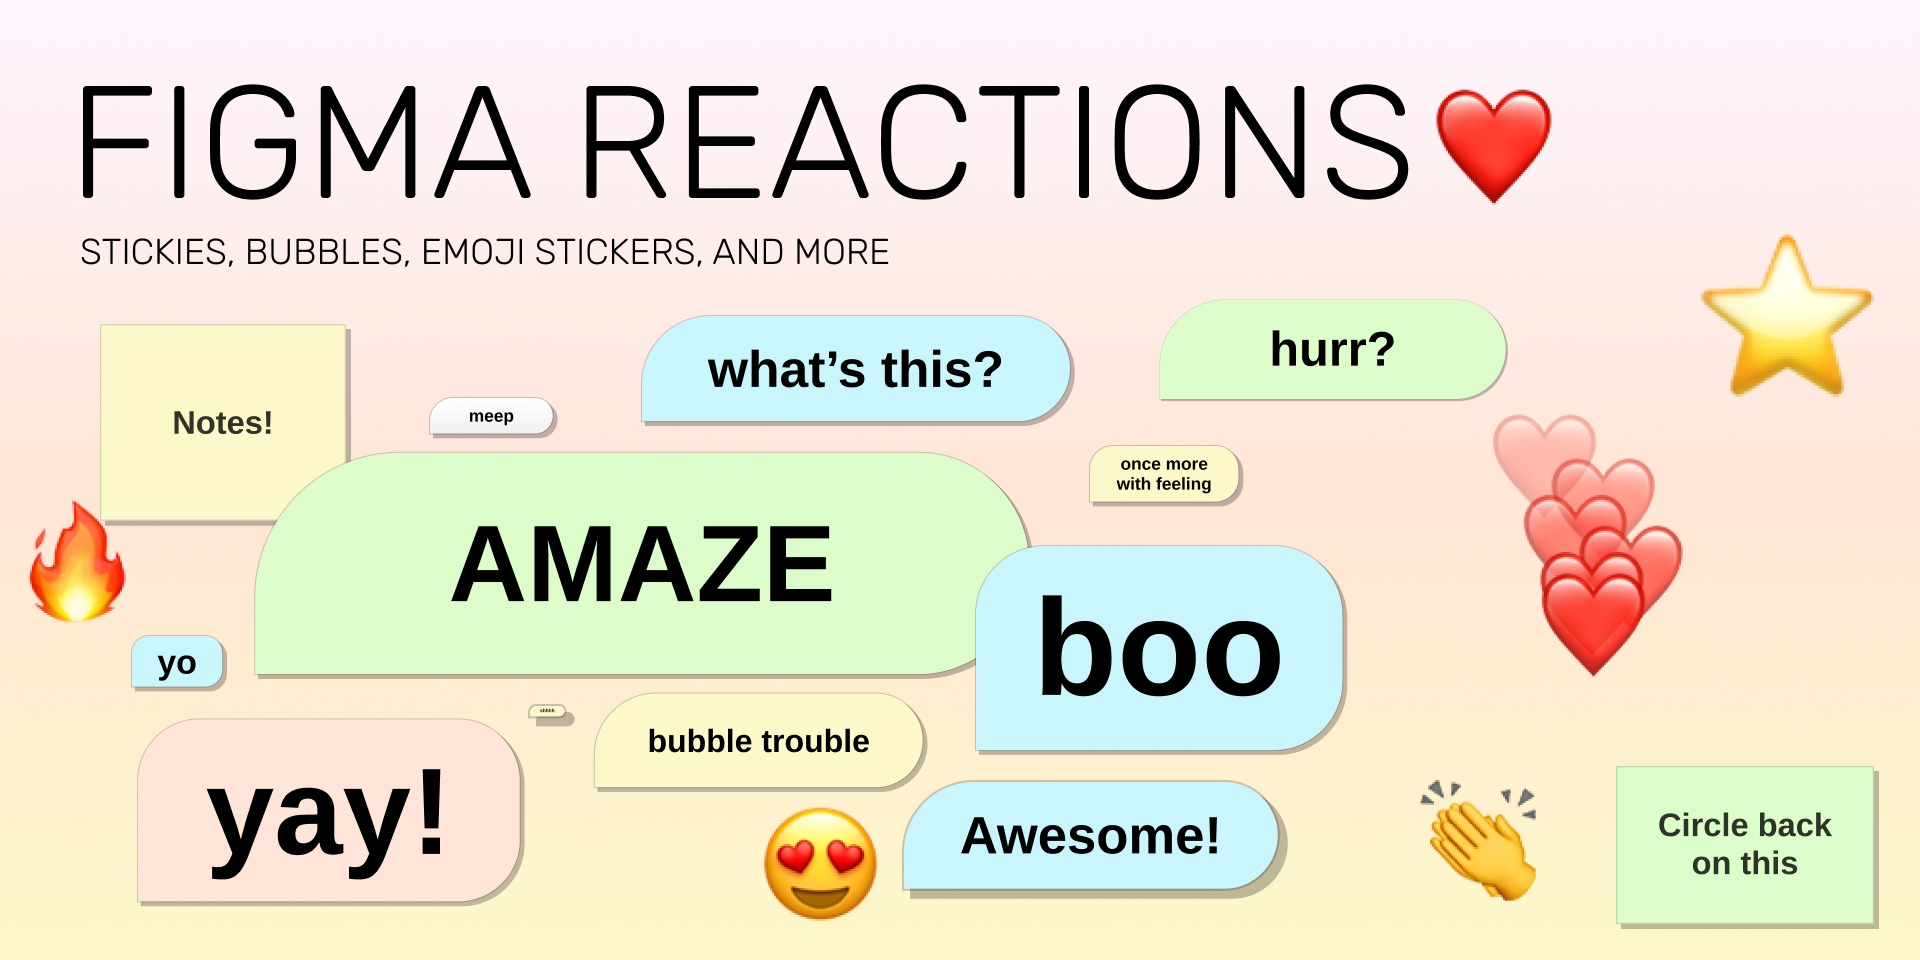 FIGMA REACTIONS
STICKIES, BUBBLES, EMOJI STICKERS, AND MORE
what’s this?
hurr?
Notes!
meep
once more
with feeling
AMAZE
boo
yo
bubble trouble
yay!
Awesome!
Circle back
on this